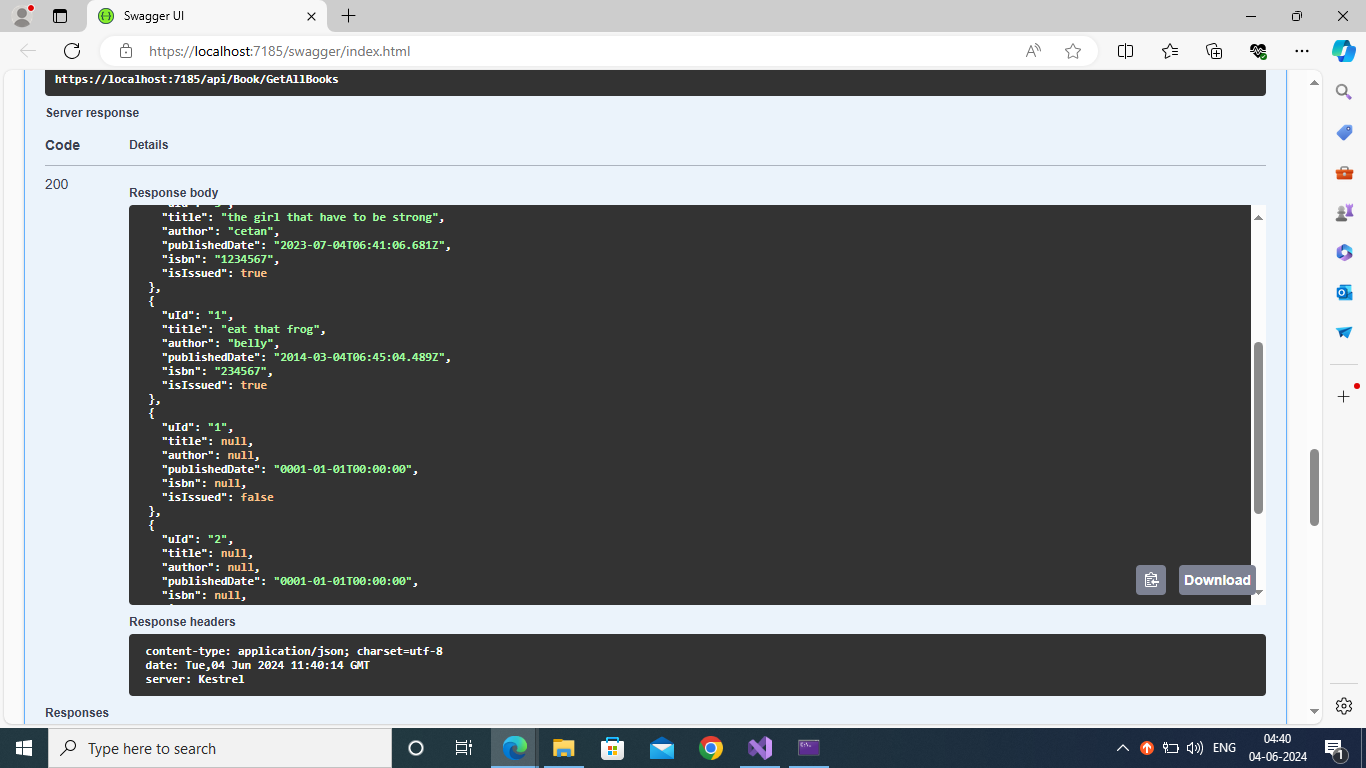 Swagger UI
https://localhost:7185/swagger/index.html
https://localhost:7185/api/Book/GetAllBooks
Server response
Code Details
200
Response body
"title": "the girl that have to be strong",
"author": "cetan",
"publishedDate": "2023-07-04T06:41:06.681Z",
"isbn": "1234567",
"isIssued": true
},
{
"uId": "1",
"title": "eat that frog",
"author": "belly",
"publishedDate": "2014-03-04T06:45:04.489Z",
"isbn": "234567",
"isIssued": true
},
{
"uId": "1",
"title": null,
"author": null,
"publishedDate": "0001-01-01T00:00:00",
"isbn": null,
"isIssued": false
},
{
"uId": "2",
"title": null,
"author": null,
"publishedDate": "0001-01-01T00:00:00",
"isbn": null,
Download
Response headers
content-type: application/json; charset=utf-8
date: Tue,04 Jun 2024 11:40:14 GMT
server: Kestrel
Responses
Type here to search
ENG
04:40
04-06-2024
1